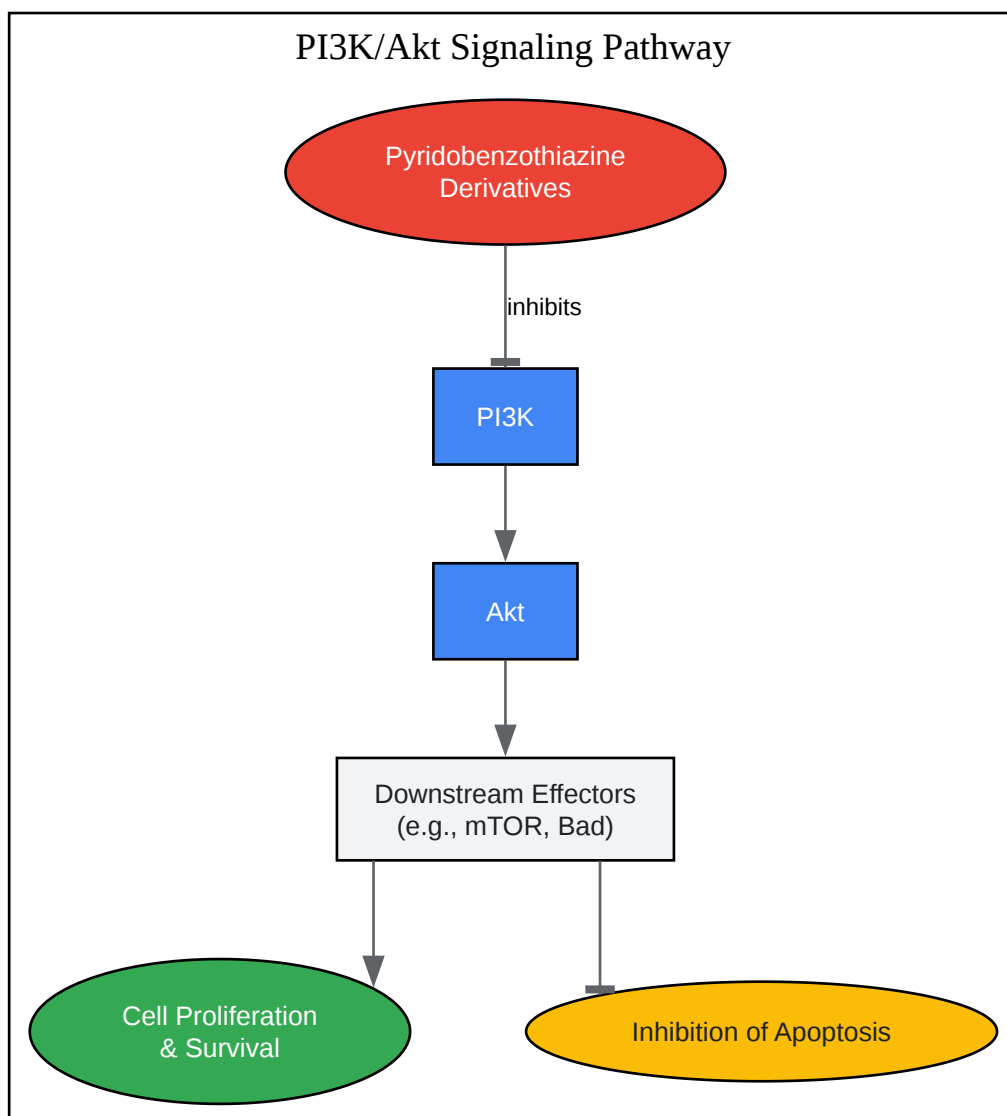 PI3K/Akt Signaling Pathway
Pyridobenzothiazine
Derivatives
inhibits
PI3K
Akt
Downstream Effectors
(e.g., mTOR, Bad)
Cell Proliferation
& Survival
Inhibition of Apoptosis